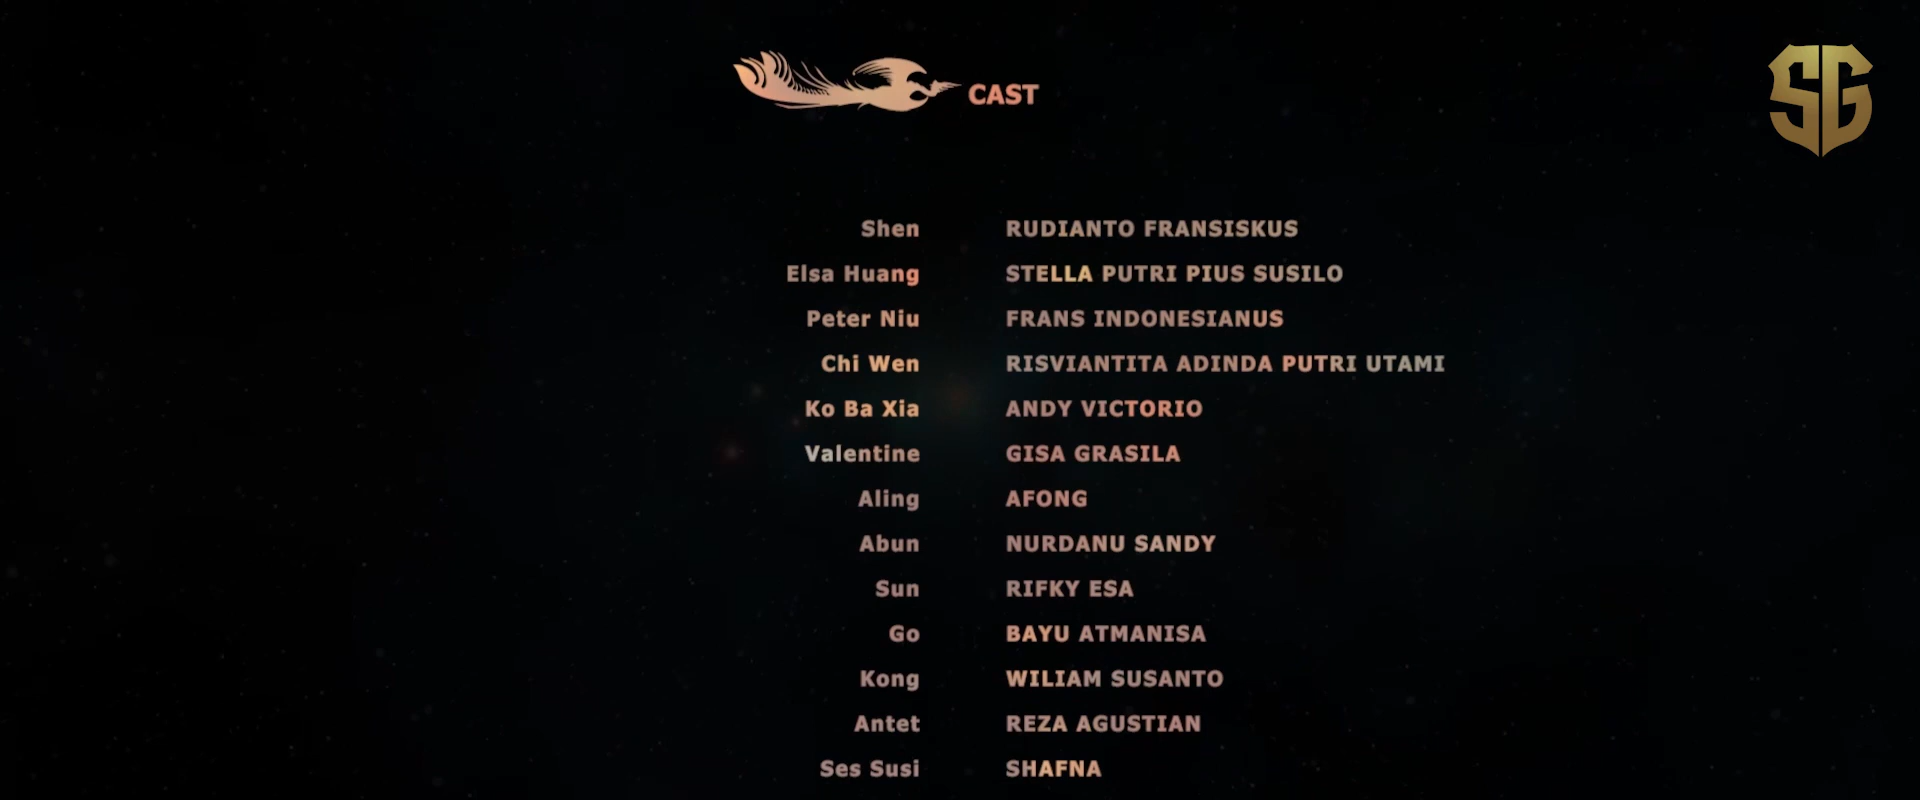 CAST
SG
Shen RUDIANTO FRANSISKUS
Elsa Huang STELLA PUTRI PIUS SUSILO
Peter Niu FRANS INDONESIANUS
Chi Wen RISVIANTITA ADINDA PUTRI UTAMI
Ko Ba Xia ANDY VICTORIO
Valentine GISA GRASILA
Aling AFONG
Abun NURDANU SANDY
Sun RIFKY ESA
Go BAYU ATMANISA
Kong WILIAM SUSANTO
Antet REZA AGUSTIAN
Ses Susi SHAFNA